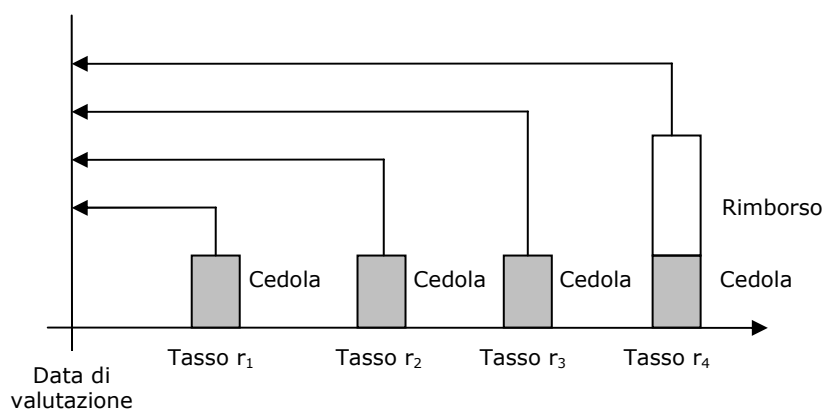 Rimborso
Cedola Cedola Cedola Cedola
Tasso r₁ Tasso r₂ Tasso r₃ Tasso r₄
Data di
valutazione